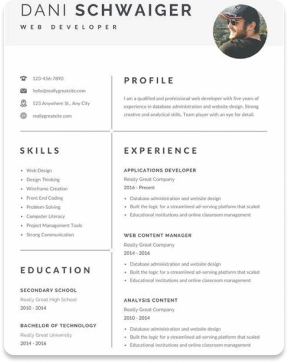 DANI SCHWAIGER
WEB DEVELOPER
123-456-7890
hello@reallygreatsite.com
123 Anywhere St., Any City
reallygreatsite.com
PROFILE
I am a qualified and professional web developer with five years of
experience in database administration and website design. Strong
creative and analytical skills. Team player with an eye for detail.
SKILLS
Web Design
Design Thinking
Wireframe Creation
Front End Coding
Problem-Solving
Computer Literacy
Project Management Tools
Strong Communication
EDUCATION
SECONDARY SCHOOL
Really Great High School
2010 - 2014
BACHELOR OF TECHNOLOGY
Really Great University
2014 - 2016
EXPERIENCE
APPLICATIONS DEVELOPER
Really Great Company
2016 - Present
Database administration and website design
Built the logic for a streamlined ad-serving platform that scaled
Educational institutions and online classroom management
WEB CONTENT MANAGER
Really Great Company
2014 - 2016
Database administration and website design
Built the logic for a streamlined ad-serving platform that scaled
Educational institutions and online classroom management
ANALYSIS CONTENT
Really Great Company
2010 - 2014
Database administration and website design
Built the logic for a streamlined ad-serving platform that scaled
Educational institutions and online classroom management